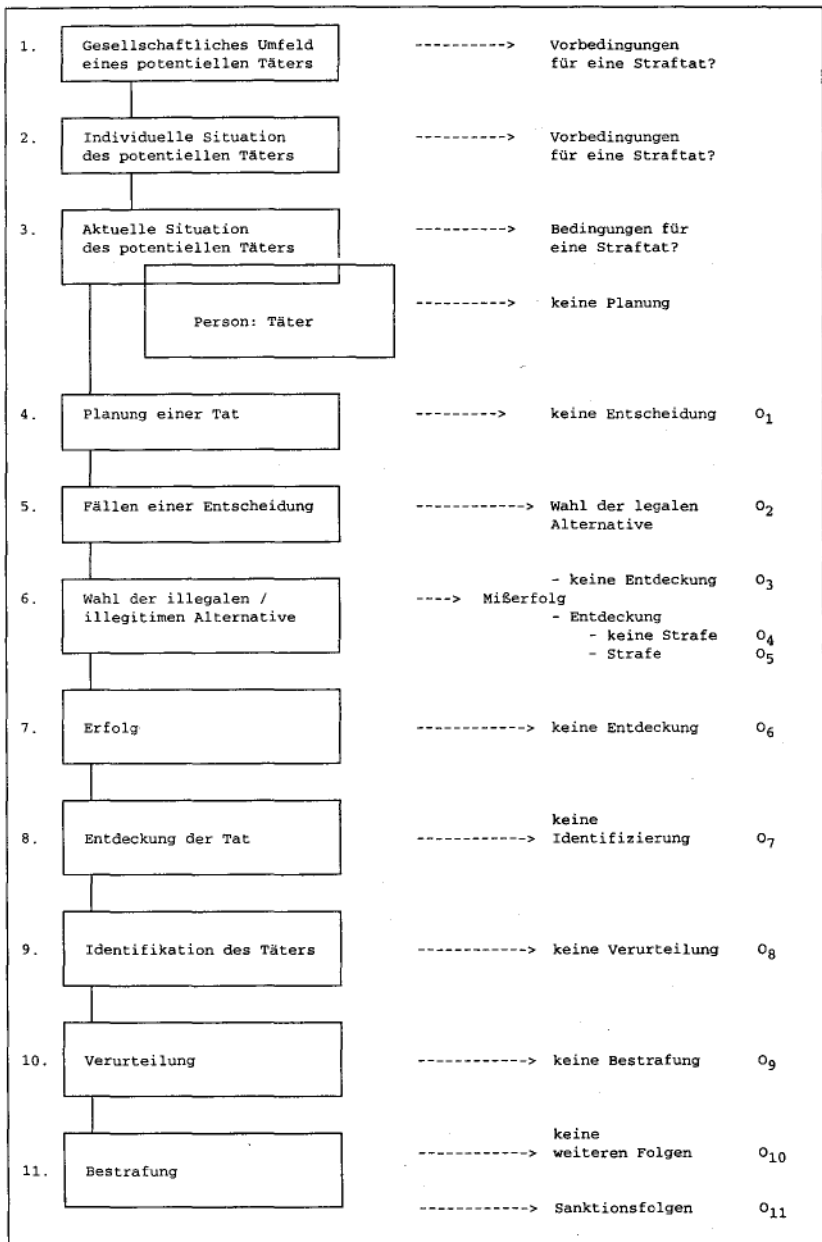 1. Gesellschaftliches Umfeld ----------> Vorbedingungen
eines potentiellen Täters für eine Straftat?
2. Individuelle Situation ----------> Vorbedingungen
des potentiellen Täters für eine Straftat?
3. Aktuelle Situation ----------> Bedingungen für
des potentiellen Täters eine Straftat?
----------> keine Planung
Person: Täter
4. Planung einer Tat ---------> keine Entscheidung O1
5. Fällen einer Entscheidung ------------> Wahl der legalen O2
Alternative
- keine Entdeckung O3
6. Wahl der illegalen / ----> Mißerfolg
illegitimen Alternative - Entdeckung
- keine Strafe O4
- Strafe O5
7. Erfolg ------------> keine Entdeckung O6
keine
8. Entdeckung der Tat ------------> Identifizierung O7
9. Identifikation des Täters ------------> keine Verurteilung O8
10. Verurteilung ------------> keine Bestrafung O9
keine
------------> weiteren Folgen O10
11. Bestrafung
------------> Sanktionsfolgen O11